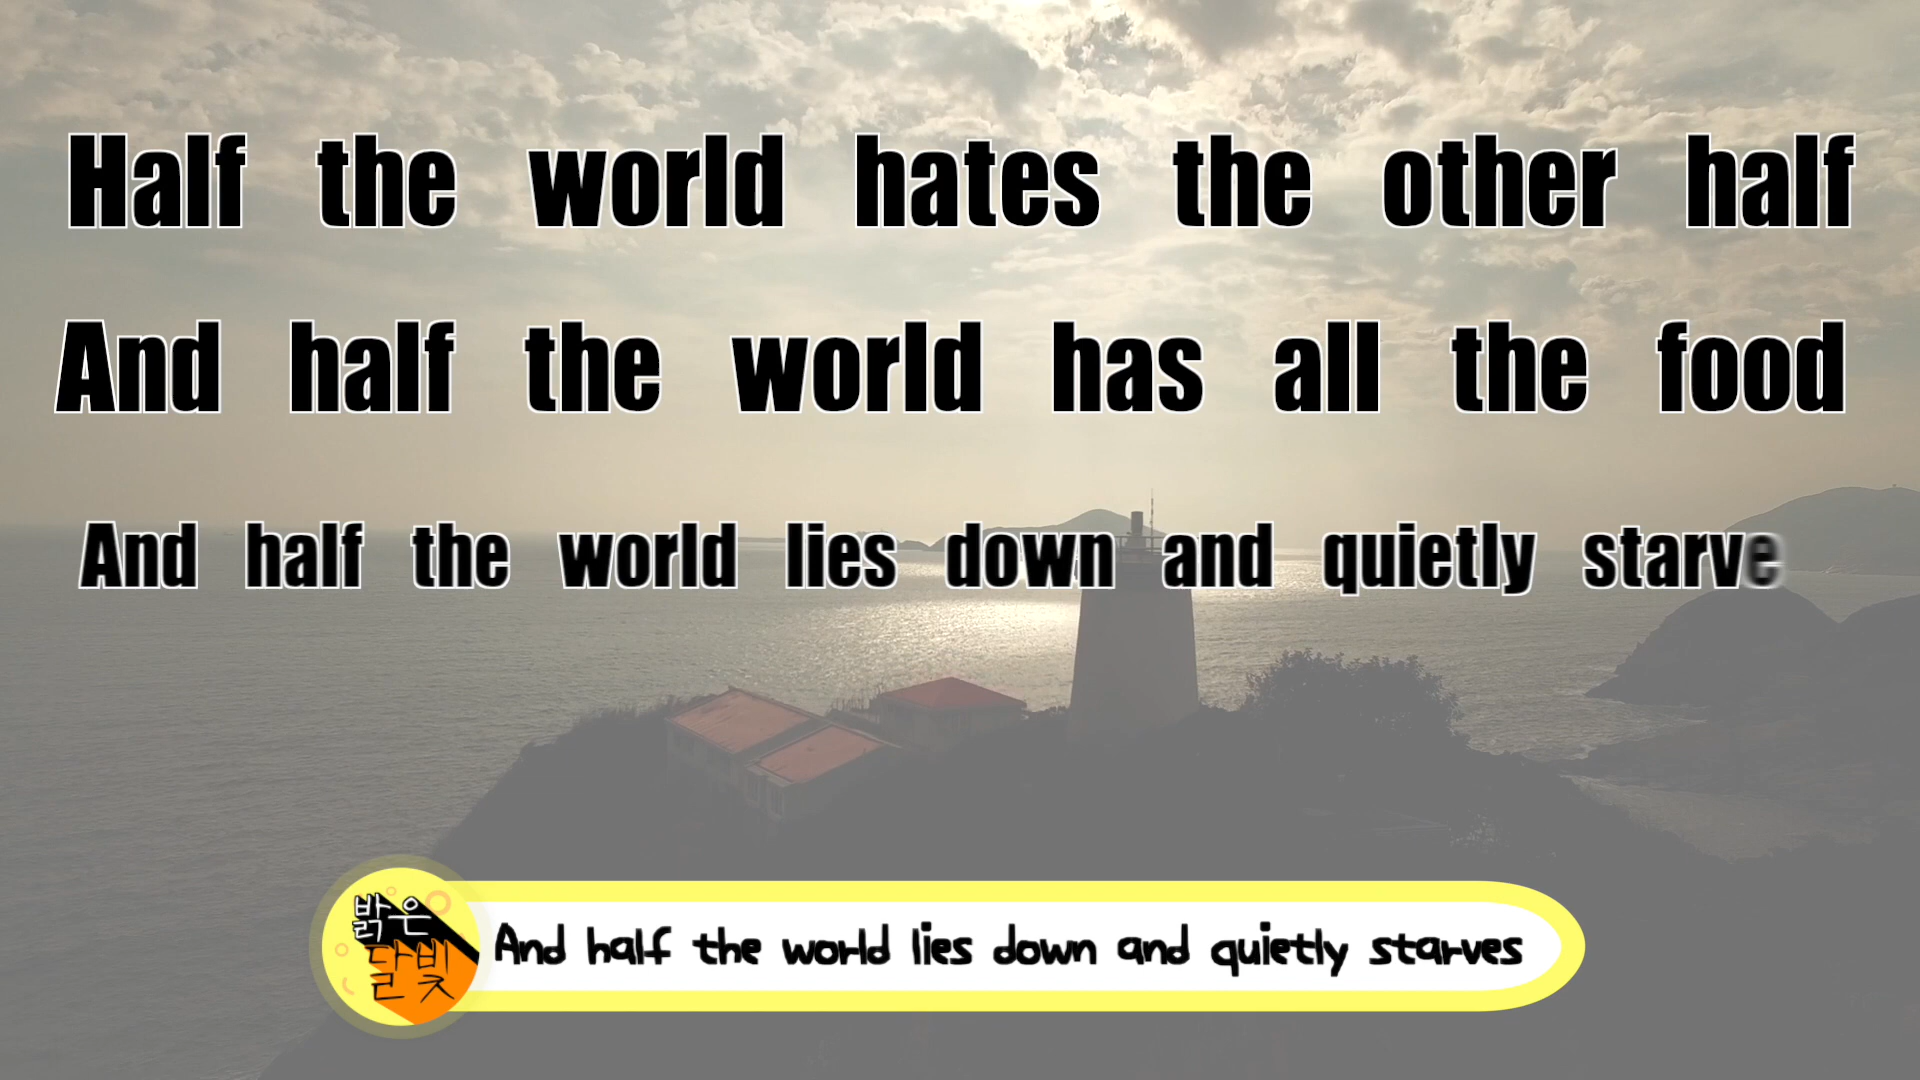 Half the world hates the other half
And half the world has all the food
And half the world lies down and quietly starve
밝은
달빛
And half the world lies down and quietly starves